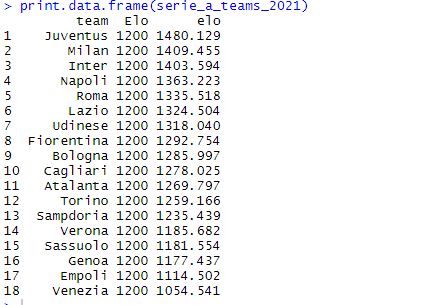 > print.data.frame(serie_a_teams_2021)
team Elo elo
1 Juventus 1200 1480.129
2 Milan 1200 1409.455
3 Inter 1200 1403.594
4 Napoli 1200 1363.223
5 Roma 1200 1335.518
6 Lazio 1200 1324.504
7 Udinese 1200 1318.040
8 Fiorentina 1200 1292.754
9 Bologna 1200 1285.997
10 Cagliari 1200 1278.025
11 Atalanta 1200 1269.797
12 Torino 1200 1259.166
13 Sampdoria 1200 1235.439
14 Verona 1200 1185.682
15 Sassuolo 1200 1181.554
16 Genoa 1200 1177.437
17 Empoli 1200 1114.502
18 Venezia 1200 1054.541
>